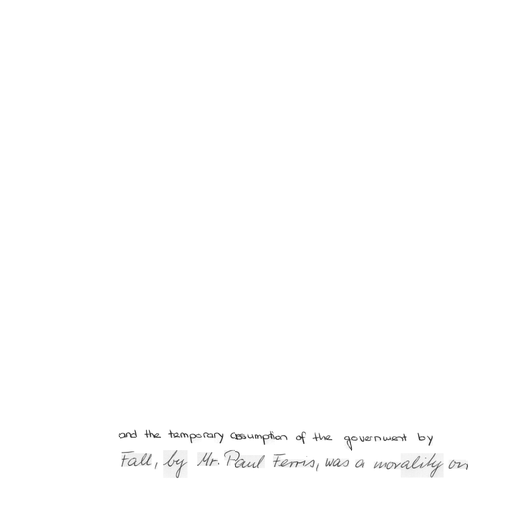 and the temporary assumption of the government by
Fall, by Mr. Paul Ferris, was a morality on